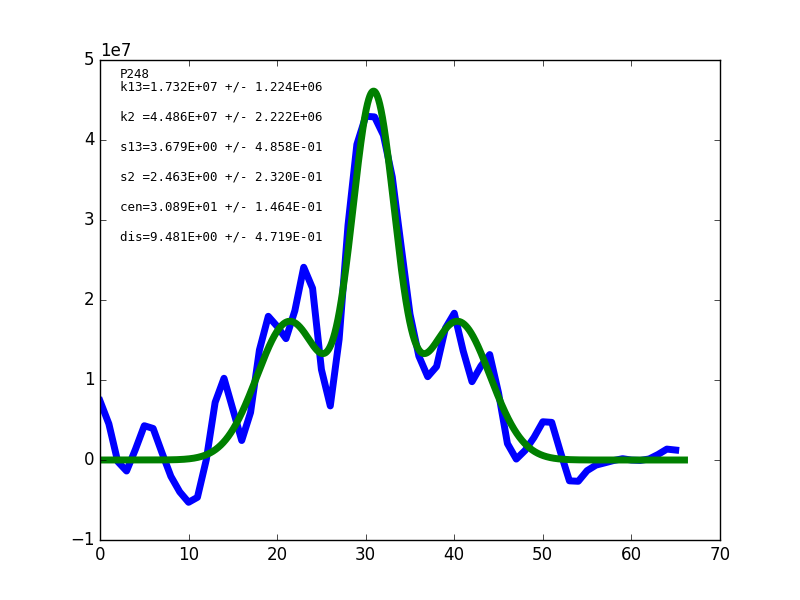 1e7
P248
k13=1.732E+07 +/- 1.224E+06
k2 =4.486E+07 +/- 2.222E+06
s13=3.679E+00 +/- 4.858E-01
s2 =2.463E+00 +/- 2.320E-01
cen=3.089E+01 +/- 1.464E-01
dis=9.481E+00 +/- 4.719E-01
5
4
3
2
1
0
−1
0 10 20 30 40 50 60 70